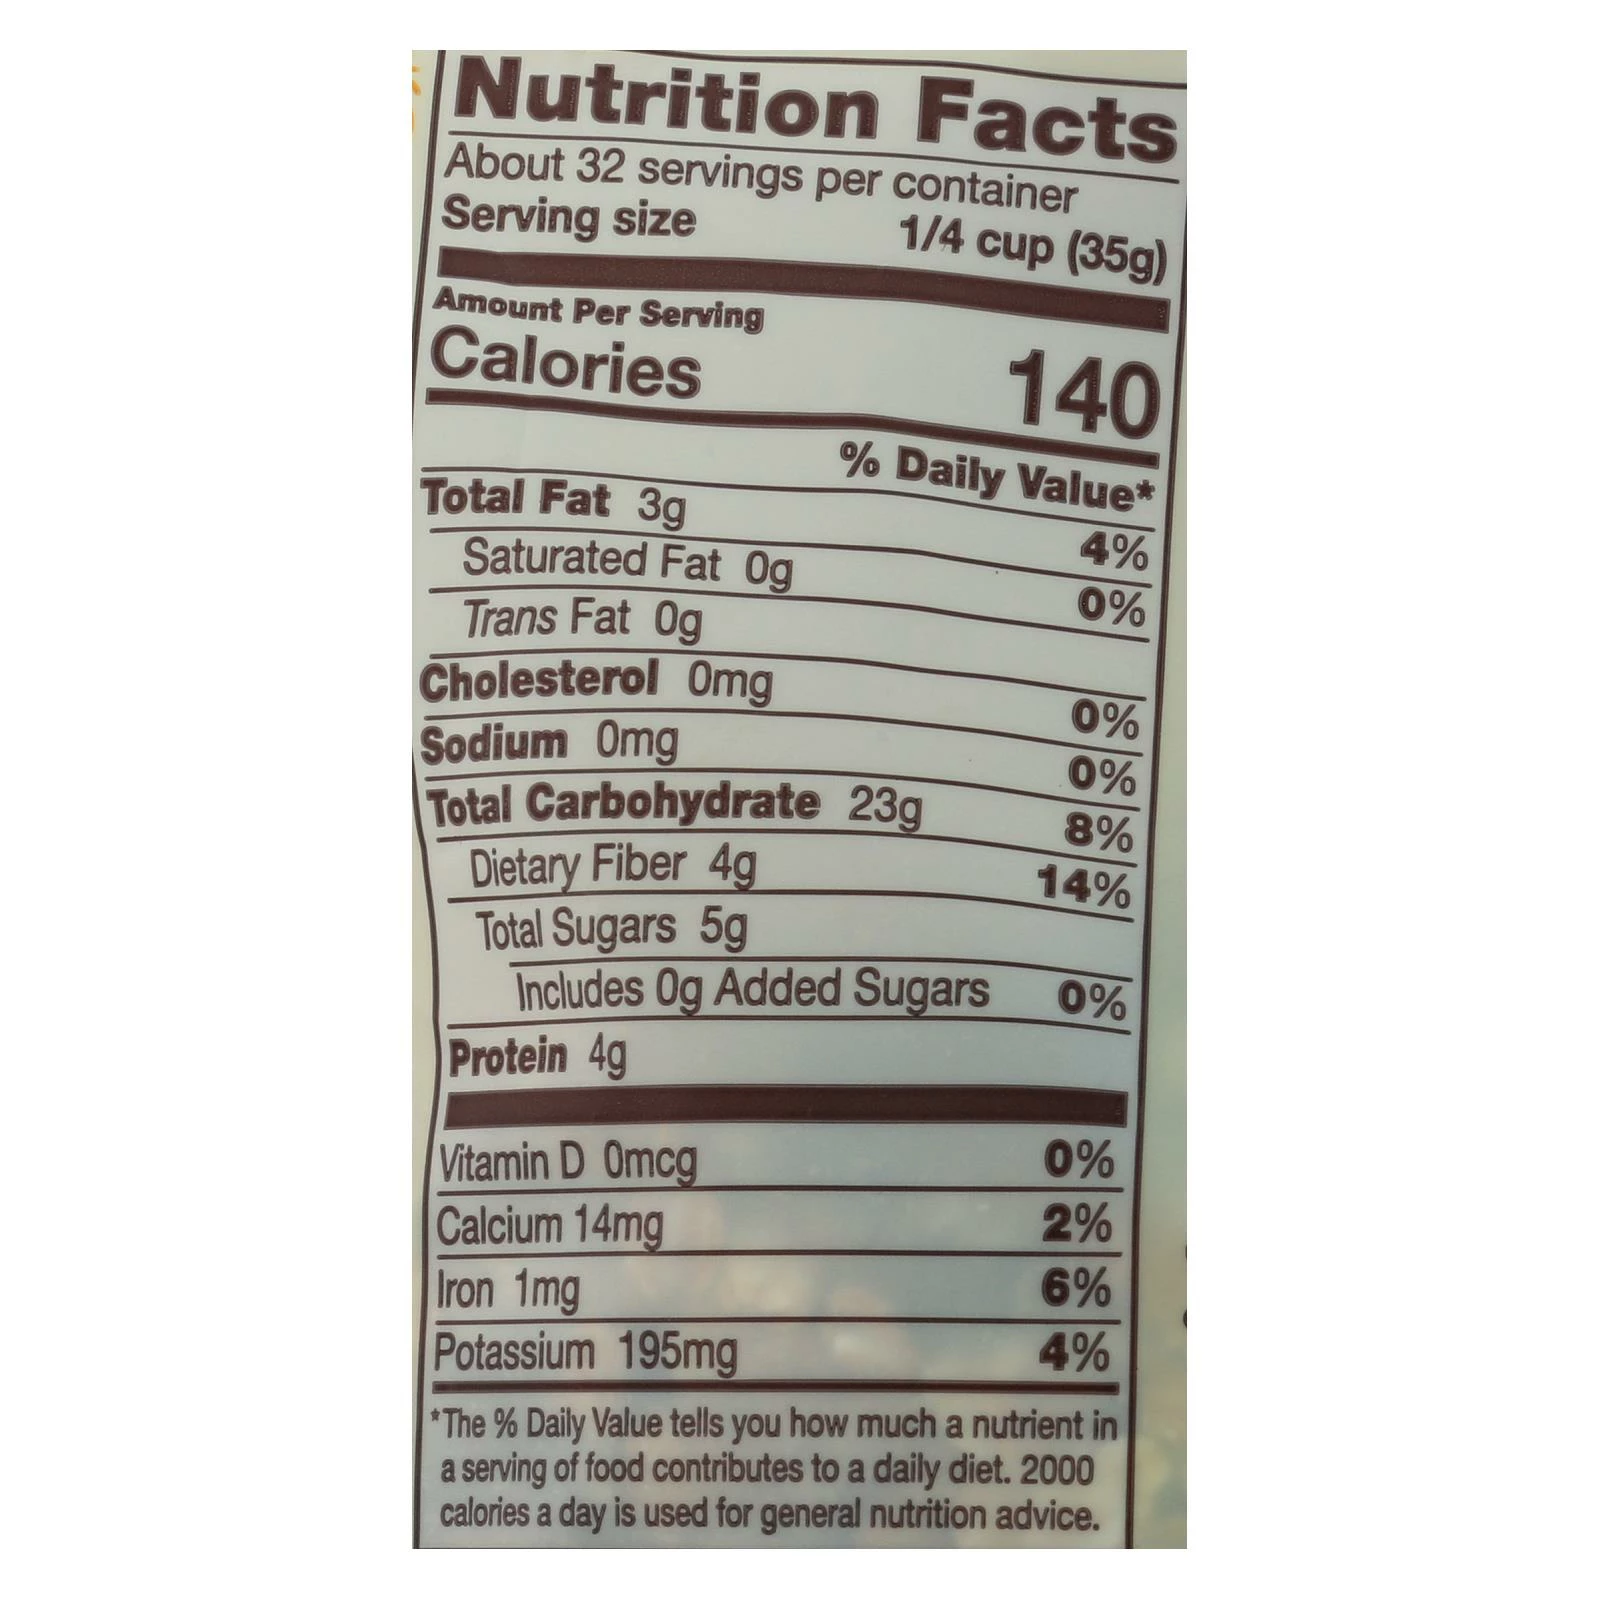 Nutrition Facts
About 32 servings per container
Serving size 1/4 cup (35g)
Amount Per Serving
Calories 140
% Daily Value*
Total Fat 3g 4%
Saturated Fat 0g 0%
Trans Fat 0g
Cholesterol 0mg 0%
Sodium 0mg 0%
Total Carbohydrate 23g 8%
Dietary Fiber 4g 14%
Total Sugars 5g
Includes 0g Added Sugars 0%
Protein 4g
Vitamin D 0mcg 0%
Calcium 14mg 2%
Iron 1mg 6%
Potassium 195mg 4%
*The % Daily Value tells you how much a nutrient in
a serving of food contributes to a daily diet. 2000
calories a day is used for general nutrition advice.